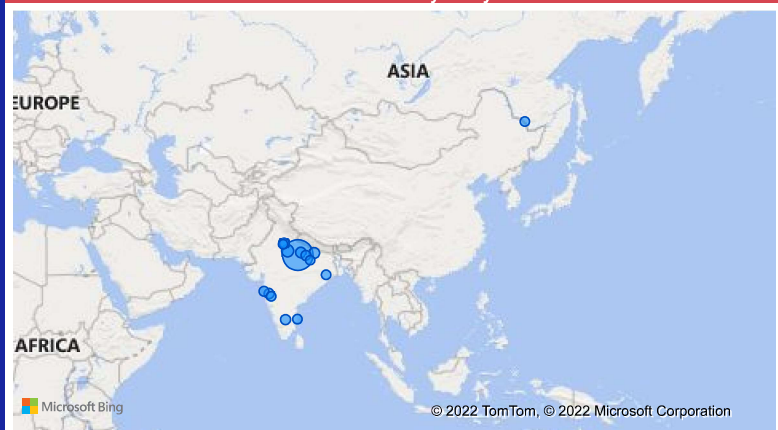 ASIA
EUROPE
AFRICA
Microsoft Bing
© 2022 TomTom, © 2022 Microsoft Corporation